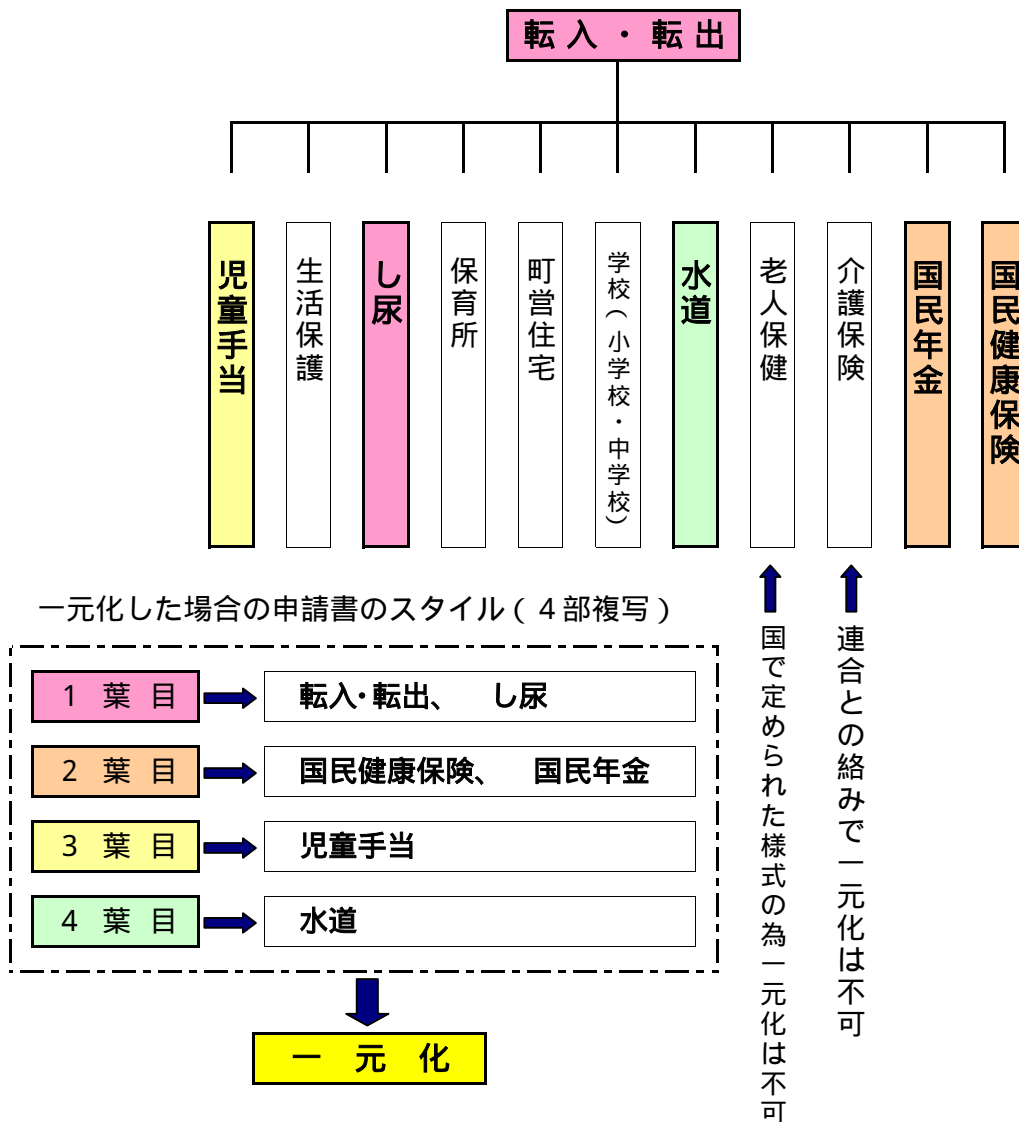 転入・転出
児童手当
生活保護
し尿
保育所
町営住宅
学校(小学校・中学校)
水道
老人保健
介護保険
国民年金
国民健康保険
国で定められた様式の為一元化は不可
連合との絡みで一元化は不可
一元化した場合の申請書のスタイル(4部複写)
1 葉 目
転入・転出、 し尿
2 葉 目
国民健康保険、 国民年金
3 葉 目
児童手当
4 葉 目
水道
一 元 化